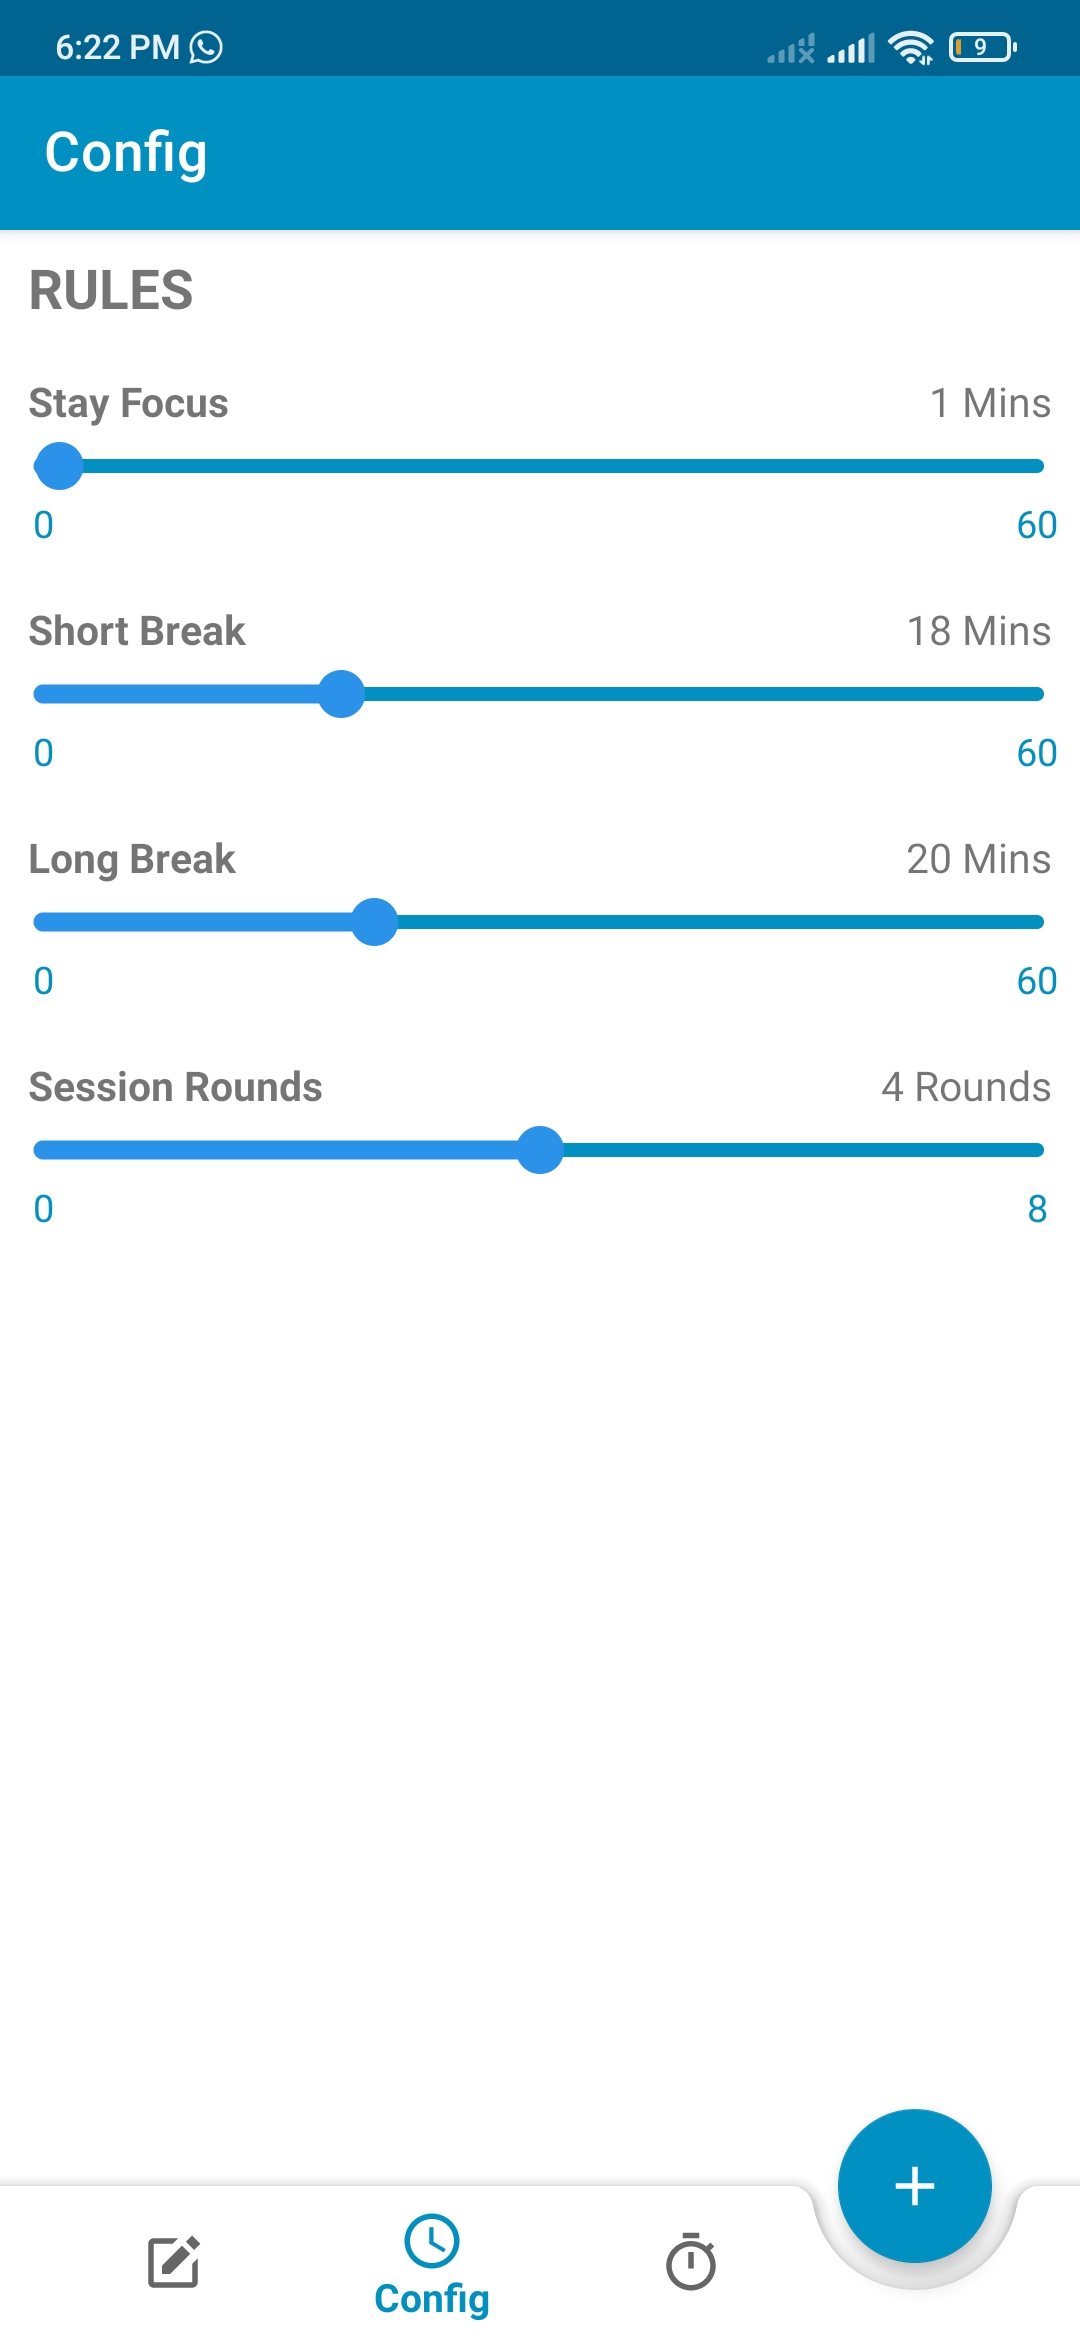 6:22 PM
9
Config
RULES
Stay Focus 1 Mins
0 60
Short Break 18 Mins
0 60
Long Break 20 Mins
0 60
Session Rounds 4 Rounds
0 8
Config